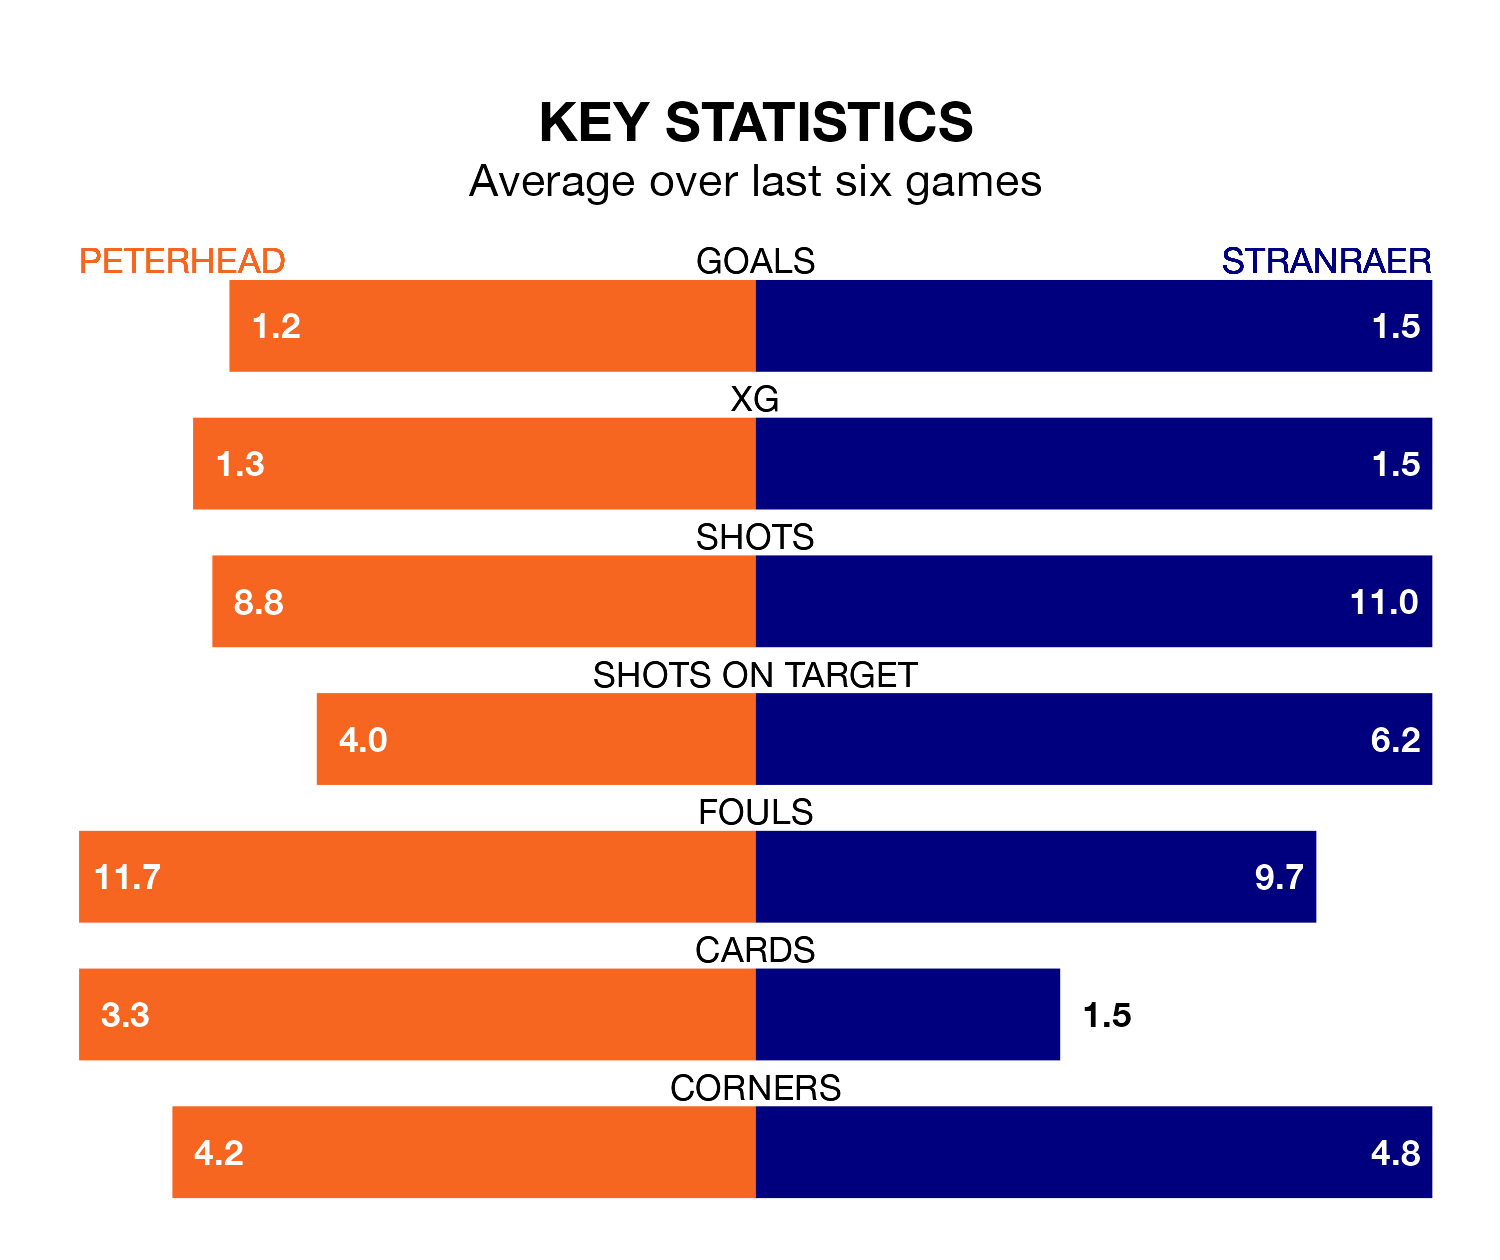 KEY STATISTICS
Average over last six games
PETERHEAD GOALS STRANRAER
1.2 1.5
XG
1.3 1.5
SHOTS
8.8 11.0
SHOTS ON TARGET
4.0 6.2
FOULS
11.7 9.7
CARDS
3.3 1.5
CORNERS
4.2 4.8